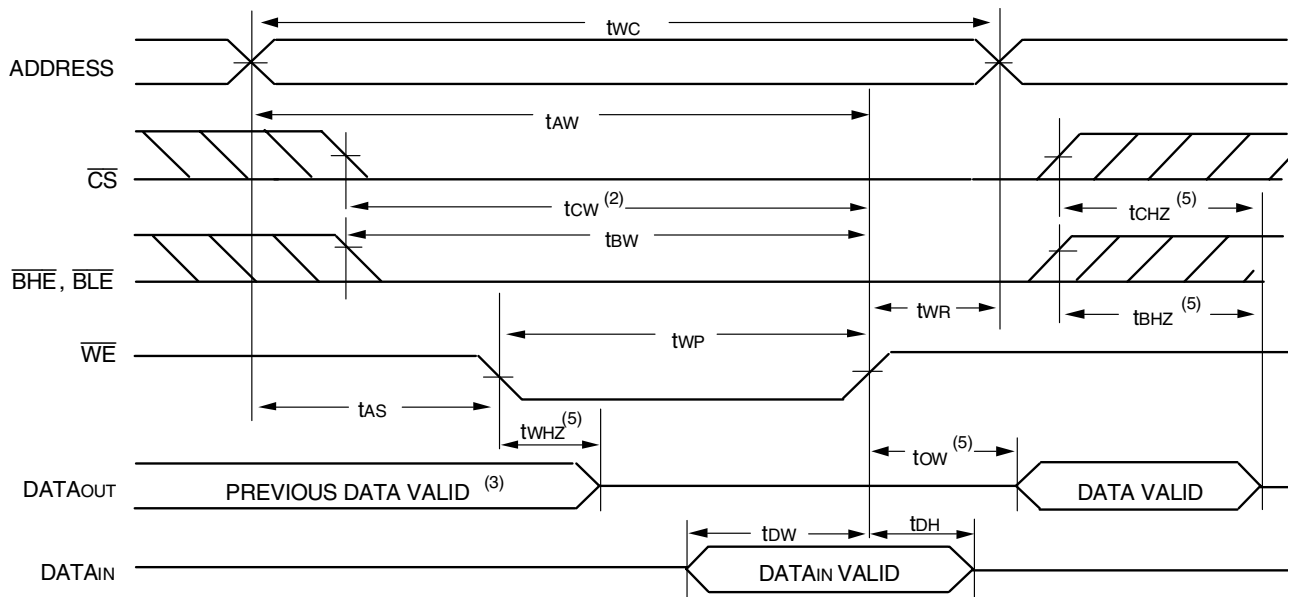 tWC
ADDRESS
tAW
CS
tCW (2)
tCHZ (5)
tBW
BHE, BLE
tWR
tBHZ (5)
tWP
WE
tAS
tWHZ (5)
tOW (5)
DATAOUT
PREVIOUS DATA VALID (3)
DATA VALID
tDW
tDH
DATAIN
DATAIN VALID